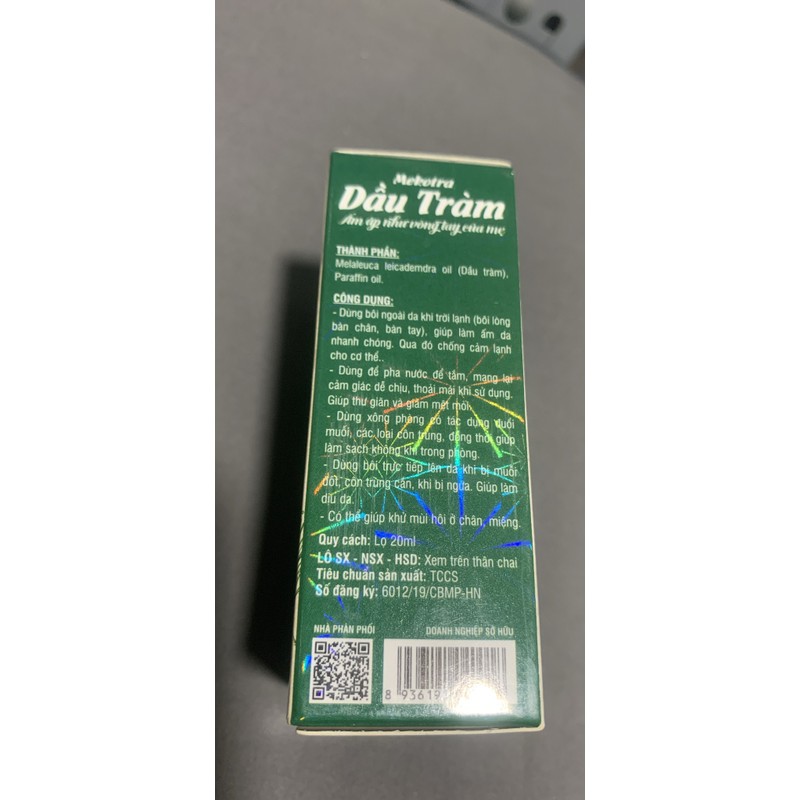 Mekotra
Dầu Tràm
Ấm áp như vòng tay của mẹ
THÀNH PHẦN:
Melaleuca leicademdra oil (Dầu tràm),
Paraffin oil.
CÔNG DỤNG:
- Dùng bôi ngoài da khi trời lạnh (bôi lòng
bàn chân, bàn tay), giúp làm ấm da
nhanh chóng. Qua đó chống cảm lạnh
cho cơ thể..
- Dùng để pha nước để tắm, mang lại
cảm giác dễ chịu, thoải mái khi sử dụng.
Giúp thư giãn và giảm mệt mỏi.
- Dùng xông phòng có tác dụng đuổi
muỗi, các loại côn trùng, đồng thời giúp
làm sạch không khí trong phòng.
- Dùng bôi trực tiếp lên da khi bị muỗi
đốt, côn trùng cắn, khi bị ngứa. Giúp làm
dịu da.
- Có thể giúp khử mùi hôi ở chân, miệng.
Quy cách: Lọ 20ml
LÔ SX - NSX - HSD: Xem trên thân chai
Tiêu chuẩn sản xuất: TCCS
Số đăng ký: 6012/19/CBMP-HN
NHÀ PHÂN PHỐI
DOANH NGHIỆP SỞ HỮU
8 93619